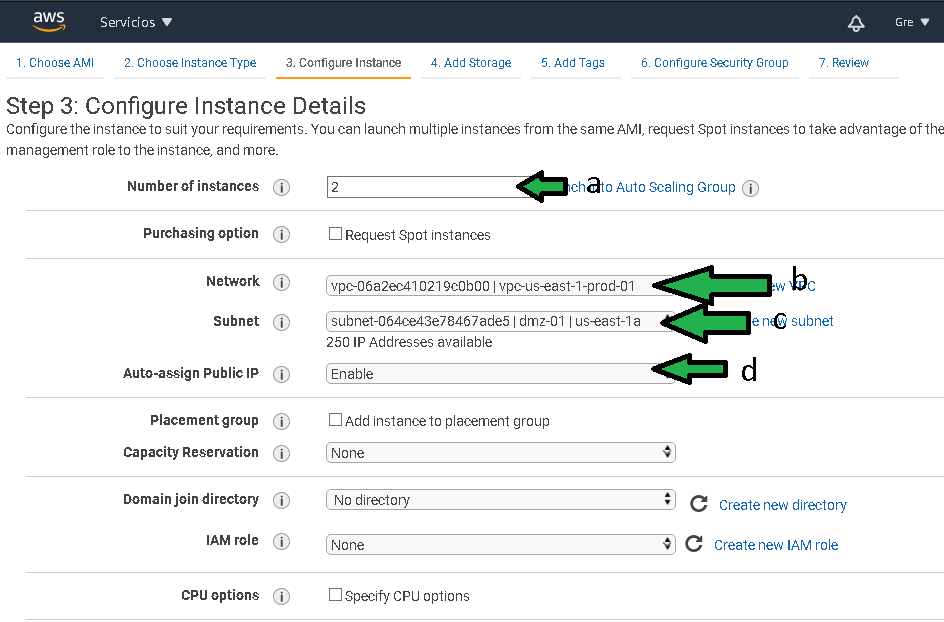 aws Servicios Gre
1. Choose AMI 2. Choose Instance Type 3. Configure Instance 4. Add Storage 5. Add Tags 6. Configure Security Group 7. Review
Step 3: Configure Instance Details
Configure the instance to suit your requirements. You can launch multiple instances from the same AMI, request Spot instances to take advantage of the
management role to the instance, and more.
Number of instances i 2 a to Auto Scaling Group i
Purchasing option i Request Spot instances
Network i vpc-06a2ec410219c0b00 | vpc-us-east-1-prod-01 b VPC
Subnet i subnet-064ce43e78467ade5 | dmz-01 | us-east-1a c new subnet
250 IP Addresses available
Auto-assign Public IP i Enable d
Placement group i Add instance to placement group
Capacity Reservation i None
Domain join directory i No directory Create new directory
IAM role i None Create new IAM role
CPU options i Specify CPU options